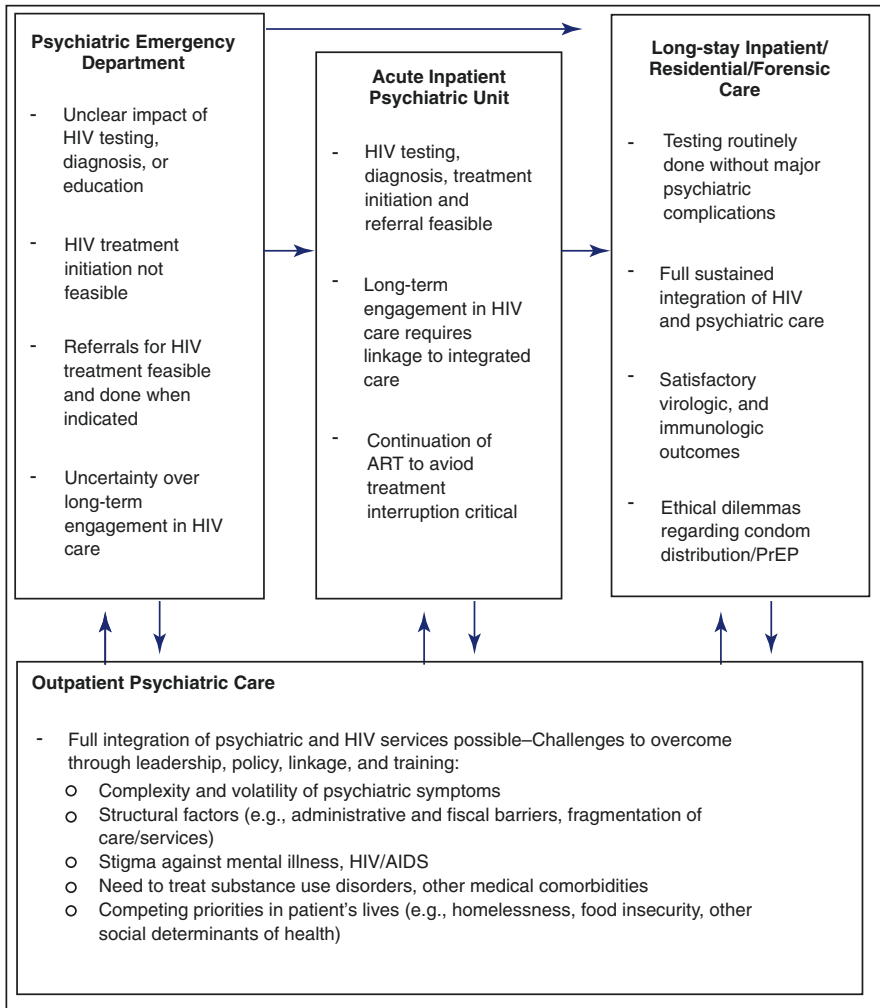 Psychiatric Emergency
Department
- Unclear impact of
HIV testing,
diagnosis, or
education
- HIV treatment
initiation not
feasible
- Referrals for HIV
treatment feasible
and done when
indicated
- Uncertainty over
long-term
engagement in HIV
care
Acute Inpatient
Psychiatric Unit
- HIV testing,
diagnosis, treatment
initiation and
referral feasible
- Long-term
engagement in HIV
care requires
linkage to integrated
care
- Continuation of
ART to aviod
treatment
interruption critical
Long-stay Inpatient/
Residential/Forensic
Care
- Testing routinely
done without major
psychiatric
complications
- Full sustained
integration of HIV
and psychiatric care
- Satisfactory
virologic, and
immunologic
outcomes
- Ethical dilemmas
regarding condom
distribution/PrEP
Outpatient Psychiatric Care
- Full integration of psychiatric and HIV services possible–Challenges to overcome
through leadership, policy, linkage, and training:
o Complexity and volatility of psychiatric symptoms
o Structural factors (e.g., administrative and fiscal barriers, fragmentation of
care/services)
o Stigma against mental illness, HIV/AIDS
o Need to treat substance use disorders, other medical comorbidities
o Competing priorities in patient's lives (e.g., homelessness, food insecurity, other
social determinants of health)